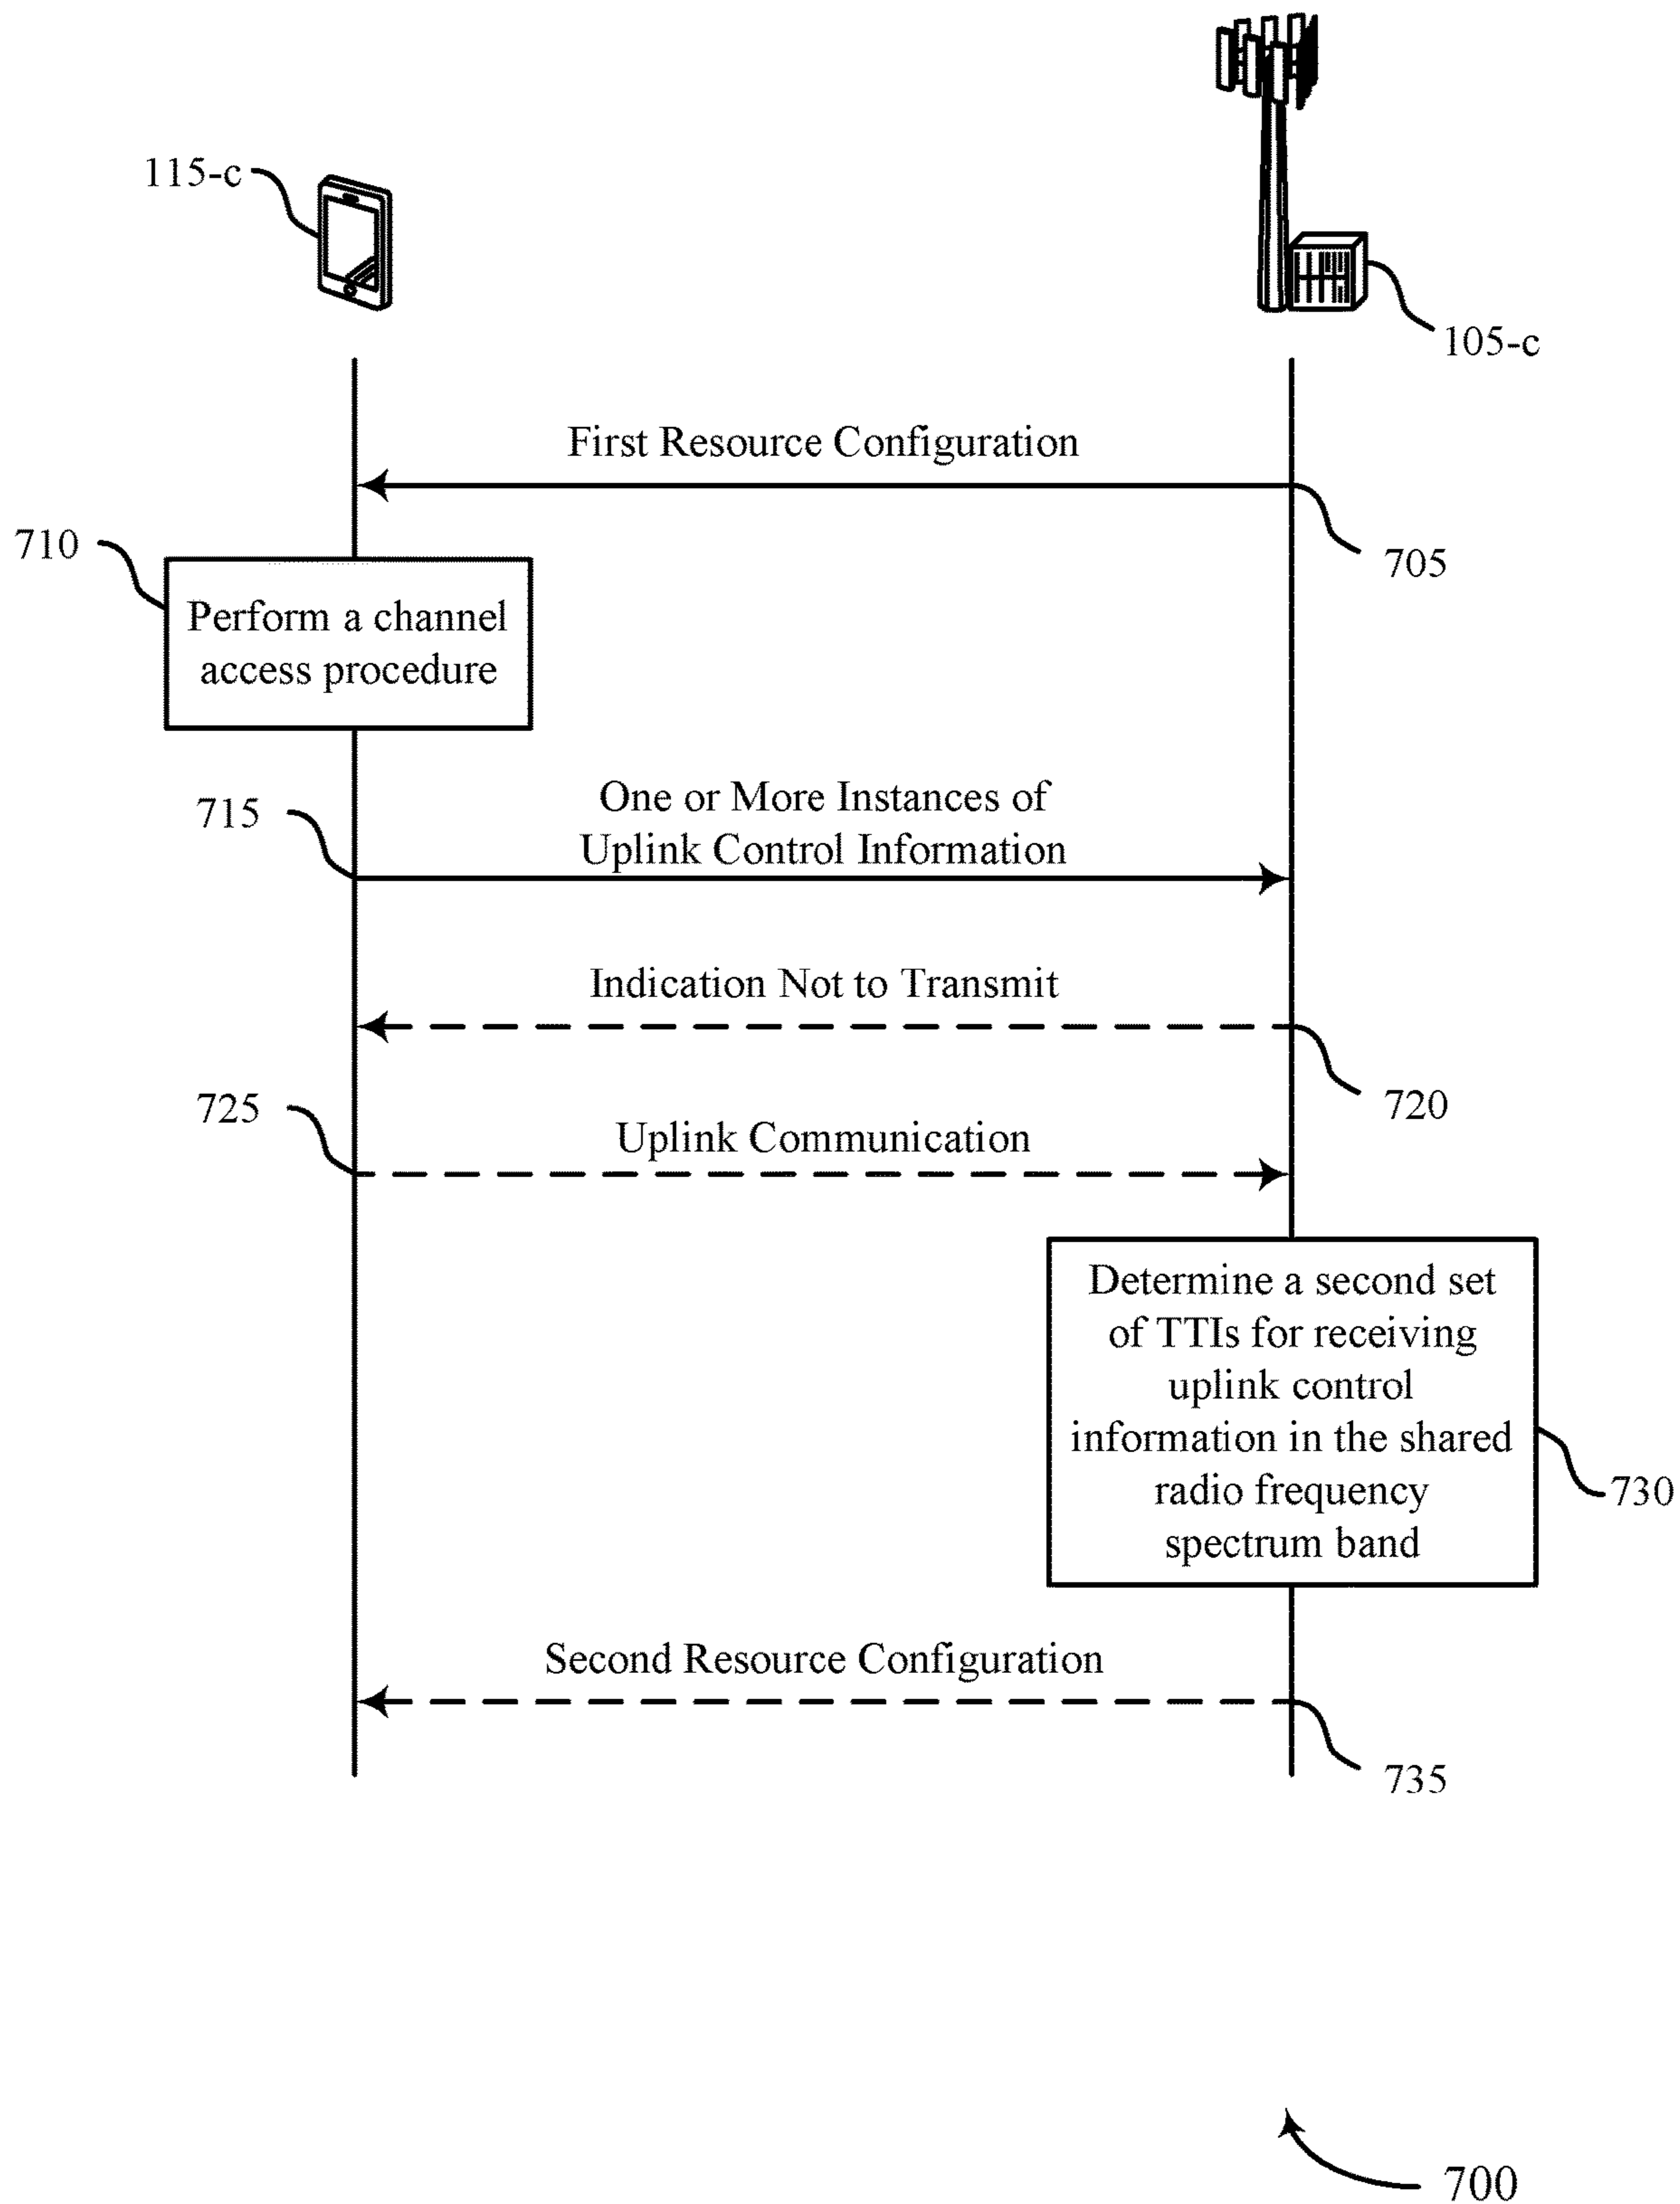 115-c
105-c
First Resource Configuration
705
710
Perform a channel
access procedure
715
One or More Instances of
Uplink Control Information
Indication Not to Transmit
720
725
Uplink Communication
Determine a second set
of TTIs for receiving
uplink control
information in the shared
radio frequency
spectrum band
730
Second Resource Configuration
735
700